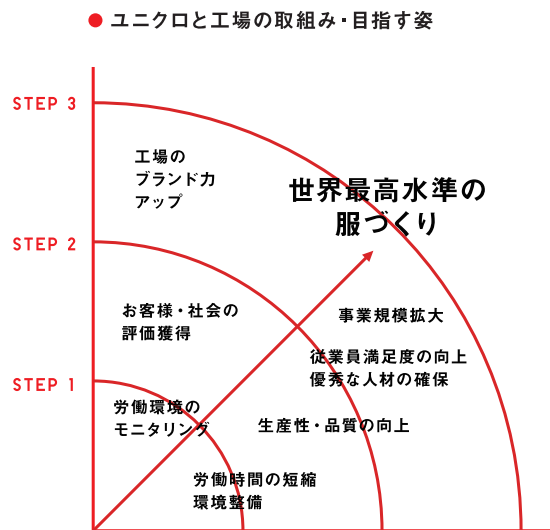 ● ユニクロと工場の取組み・目指す姿
STEP 3
工場の
ブランド力
アップ
世界最高水準の
服づくり
STEP 2
お客様・社会の
評価獲得
事業規模拡大
従業員満足度の向上
優秀な人材の確保
STEP 1
労働環境の
モニタリング
生産性・品質の向上
労働時間の短縮
環境整備